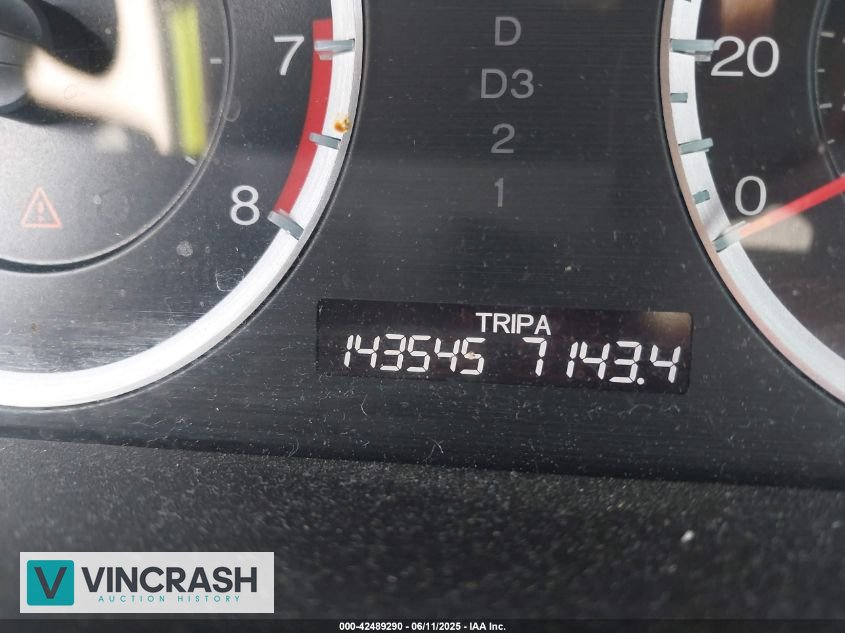 7
8
D
D3
2
1
20
0
TRIP A
143545 7143.4
V VINCRASH
AUCTION HISTORY
000-42489290 - 06/11/2025 - IAA Inc.